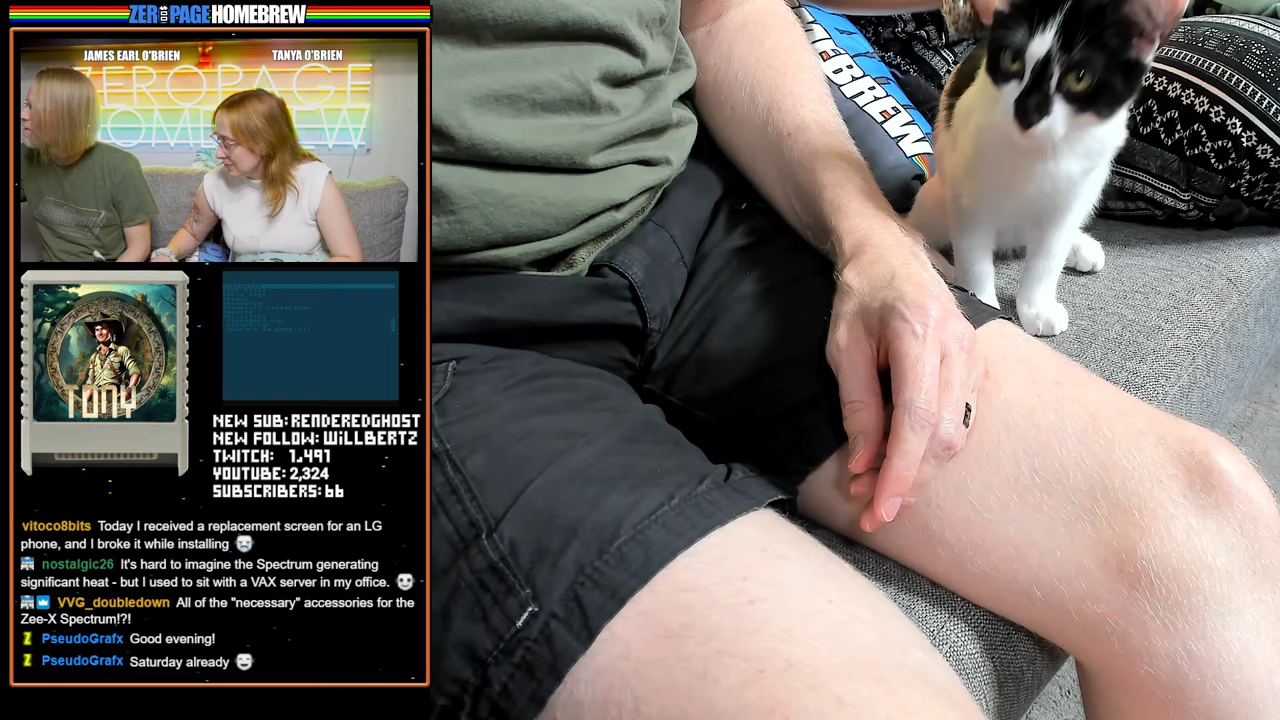 ZEROPAGEHOMEBREW
JAMES EARL O'BRIEN
TANYA O'BRIEN
ZEROPAGE
HOMEBREW
MEBREW
TONY
NEW SUB: RENDEREDGHOST
NEW FOLLOW: WILLBERTZ
TWITCH: 1,491
YOUTUBE: 2,324
SUBSCRIBERS: 66
vitoco8bits Today I received a replacement screen for an LG
phone, and I broke it while installing
nostalgic26 It's hard to imagine the Spectrum generating
significant heat - but I used to sit with a VAX server in my office.
VVG_doubledown All of the "necessary" accessories for the
Zee-X Spectrum!?!
PseudoGrafx Good evening!
PseudoGrafx Saturday already